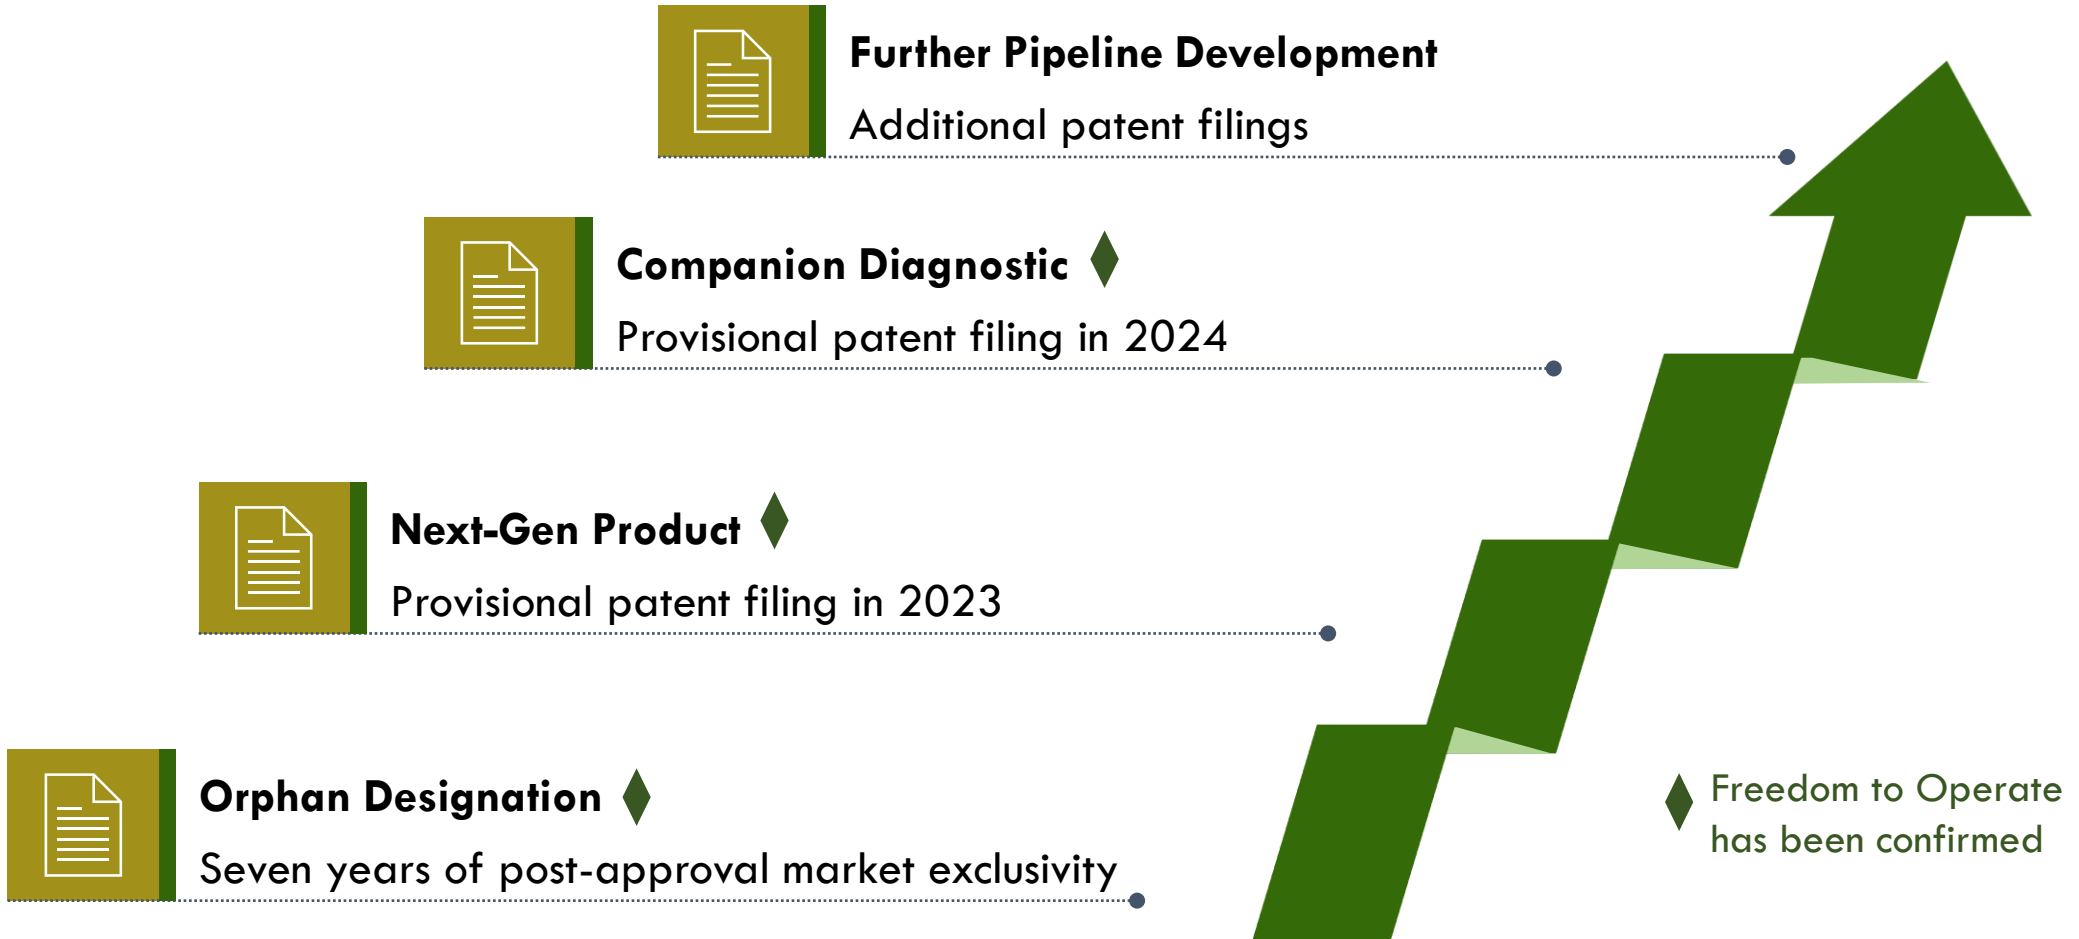 Further Pipeline Development
Additional patent filings
Companion Diagnostic
Provisional patent filing in 2024
Next-Gen Product
Provisional patent filing in 2023
Orphan Designation
Seven years of post-approval market exclusivity
Freedom to Operate
has been confirmed